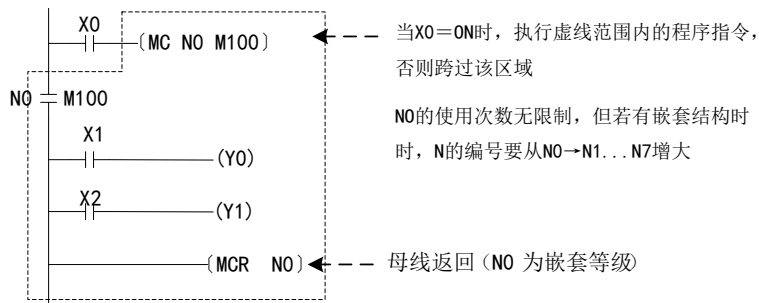 X0
(MC N0 M100)
当X0=ON时，执行虚线范围内的程序指令，
否则跨过该区域
N0 M100
N0的使用次数无限制，但若有嵌套结构时
时，N的编号要从N0→N1...N7增大
X1
(Y0)
X2
(Y1)
(MCR N0)
母线返回（N0 为嵌套等级）